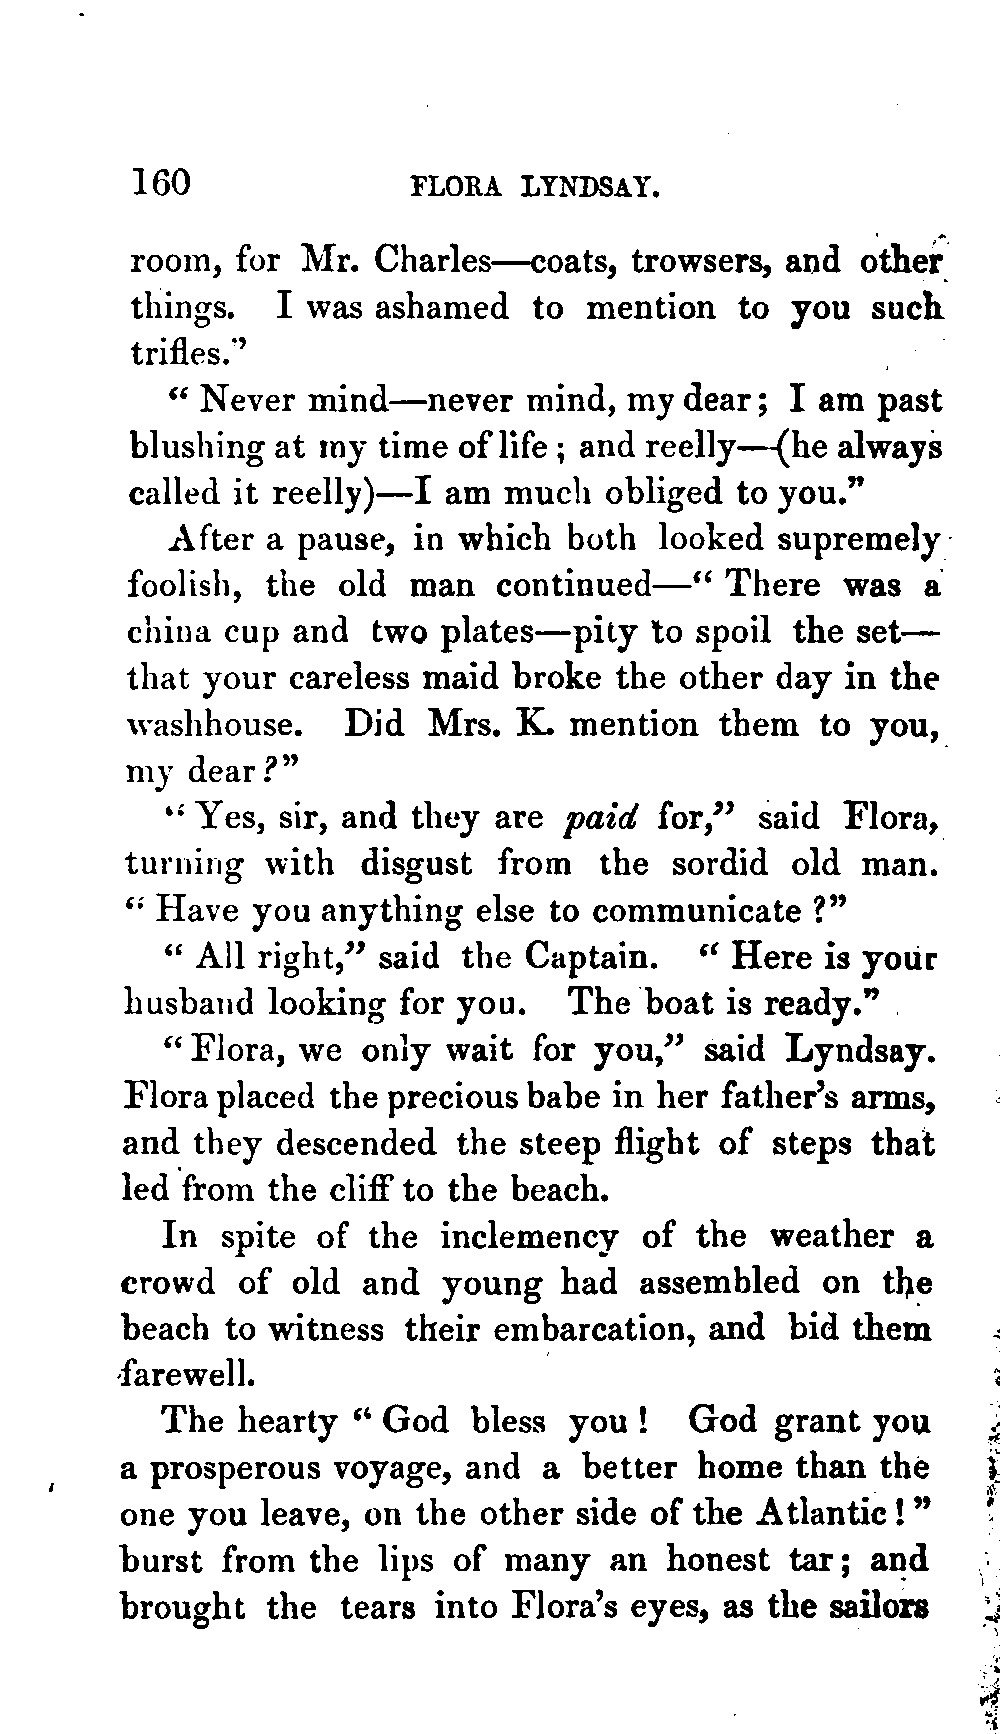 160 FLORA LYNDSAY.
room, for Mr. Charles—coats, trowsers, and other
things. I was ashamed to mention to you such
trifles."
" Never mind—never mind, my dear ; I am past
blushing at my time of life ; and reelly—(he always
called it reelly)—I am much obliged to you."
After a pause, in which both looked supremely
foolish, the old man continued—" There was a
china cup and two plates—pity to spoil the set—
that your careless maid broke the other day in the
washhouse. Did Mrs. K. mention them to you,
my dear ?"
" Yes, sir, and they are paid for," said Flora,
turning with disgust from the sordid old man.
" Have you anything else to communicate ?"
" All right," said the Captain. " Here is your
husband looking for you. The boat is ready."
" Flora, we only wait for you," said Lyndsay.
Flora placed the precious babe in her father's arms,
and they descended the steep flight of steps that
led from the cliff to the beach.
In spite of the inclemency of the weather a
crowd of old and young had assembled on the
beach to witness their embarcation, and bid them
farewell.
The hearty " God bless you ! God grant you
a prosperous voyage, and a better home than the
one you leave, on the other side of the Atlantic ! "
burst from the lips of many an honest tar ; and
brought the tears into Flora's eyes, as the sailors